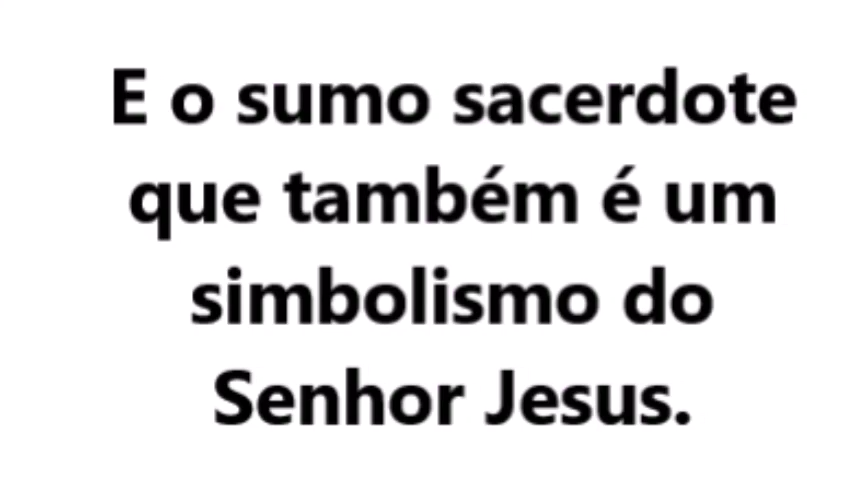 E o sumo sacerdote
que também é um
simbolismo do
Senhor Jesus.